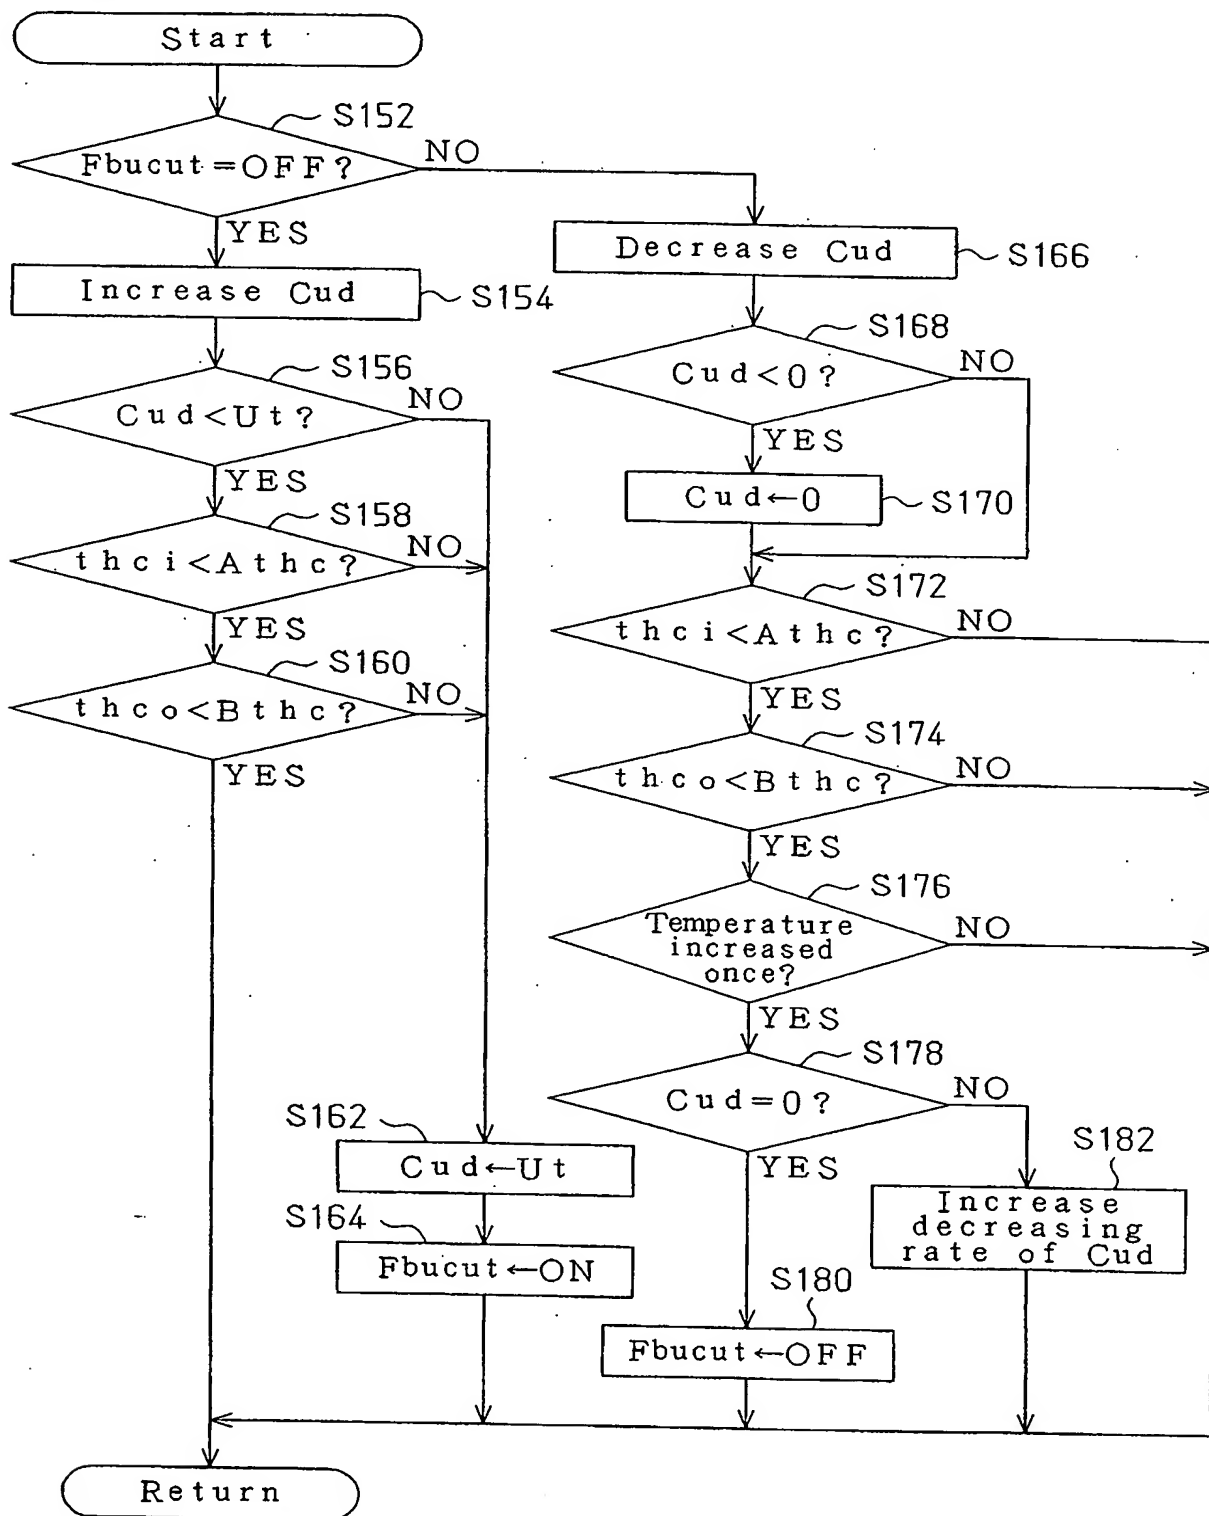 Start
S152
Fbucut=OFF?
NO
YES
Increase Cud
S154
S156
Cud<Ut?
NO
YES
S158
thci<Athc?
NO
YES
S160
thco<Bthc?
NO
YES
S162
Cud←Ut
S164
Fbucut←ON
Decrease Cud
S166
S168
Cud<0?
NO
YES
Cud←0
S170
S172
thci<Athc?
NO
YES
S174
thco<Bthc?
NO
YES
S176
Temperature
increased
once?
NO
YES
S178
Cud=0?
NO
YES
S182
Increase
decreasing
rate of Cud
S180
Fbucut←OFF
Return